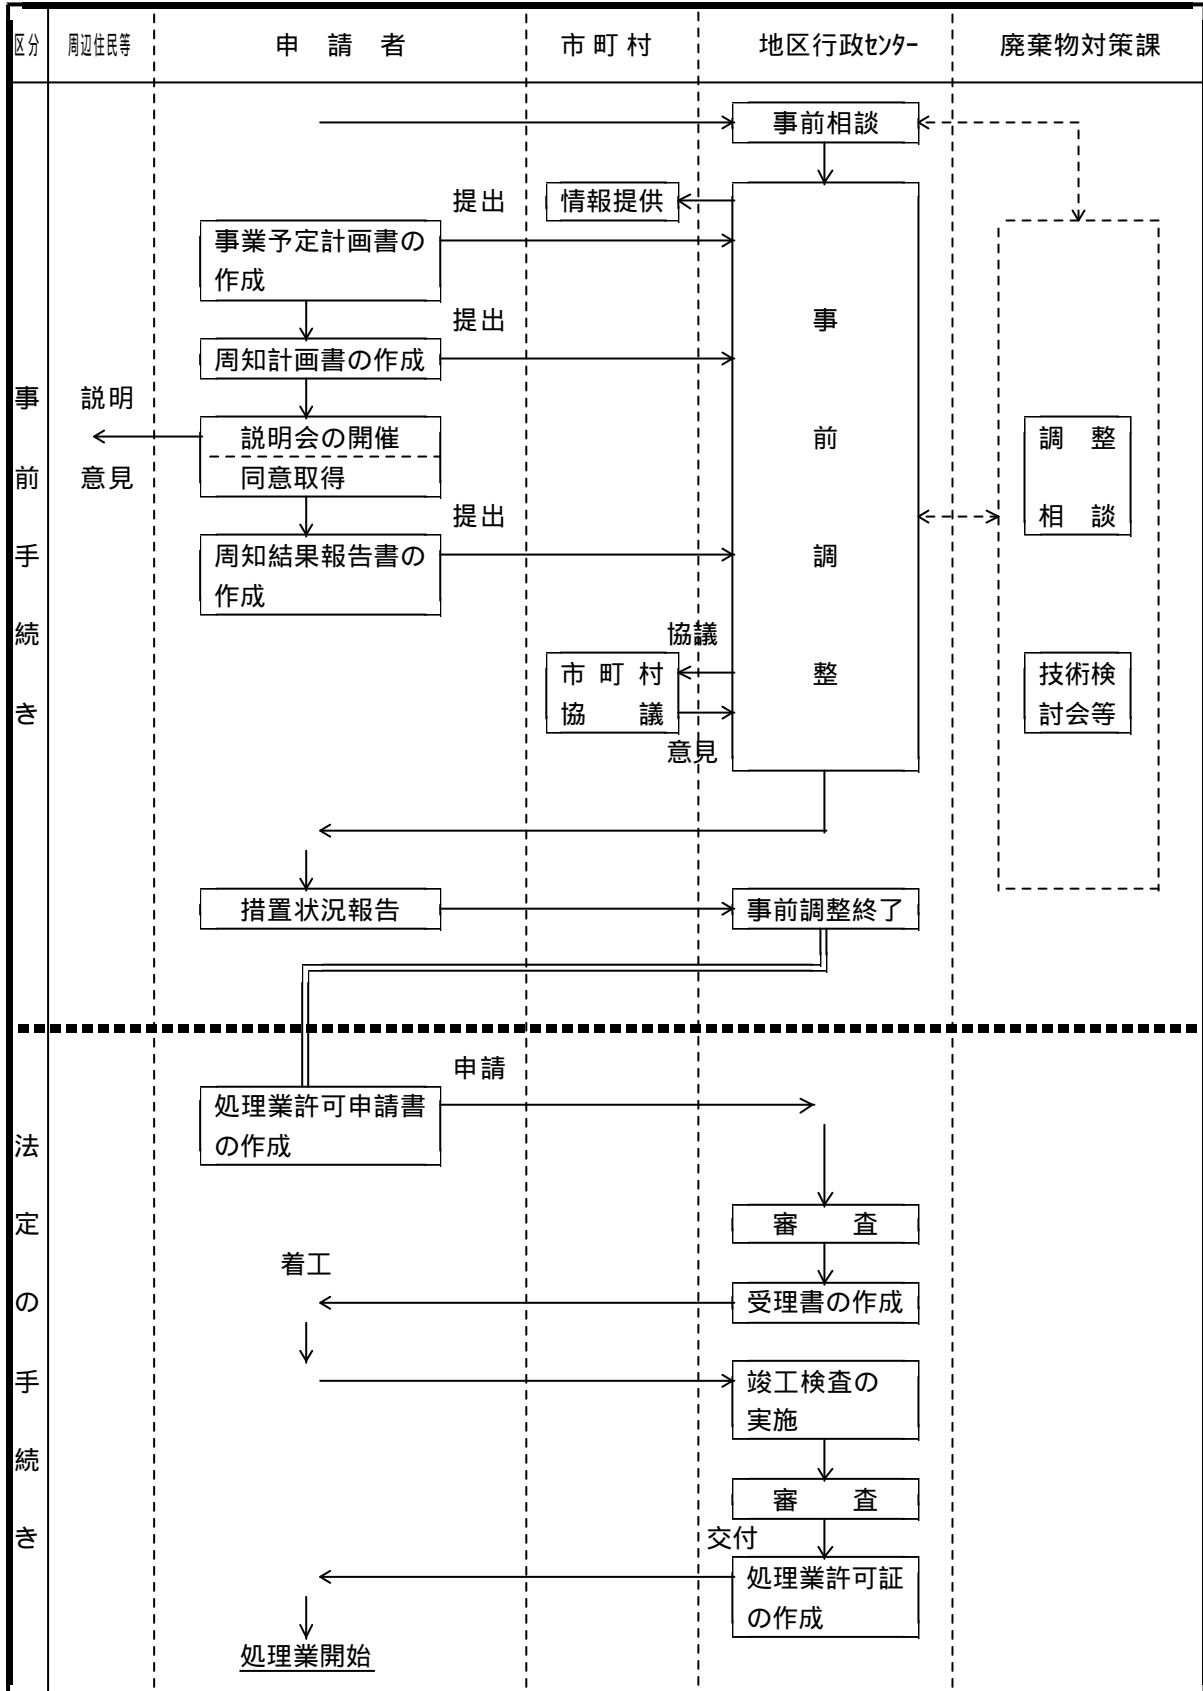 区分 周辺住民等 申　請　者 市 町 村 地区行政ｾﾝﾀｰ 廃棄物対策課
事前相談
提出 情報提供
事業予定計画書の
作成
提出 事
周知計画書の作成
事 説明
説明会の開催 前 調　整
前 意見 同意取得
提出 相　談
手 周知結果報告書の 調
作成
続 協議
市 町 村 整 技術検
き 協　　議 討会等
意見
措置状況報告 事前調整終了
申請
処理業許可申請書
法 の作成
定 審　　査
着工
の 受理書の作成
手 竣工検査の
実施
続
審　　査
き 交付
処理業許可証
の作成
処理業開始